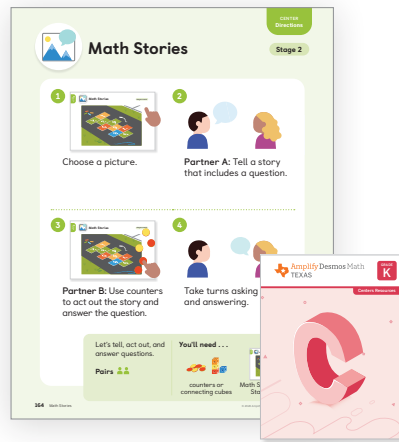 CENTER
Directions
Math Stories
Stage 2
1
2
Choose a picture.
Partner A: Tell a story
that includes a question.
3
4
Partner B: Use counters
to act out the story and
answer the question.
Take turns asking
and answering.
Let's tell, act out, and
answer questions.
Pairs
You'll need . . .
counters or
connecting cubes
Math S
Sta
164 Math Stories
Amplify Desmos Math
TEXAS
GRADE
K
Centers Resources